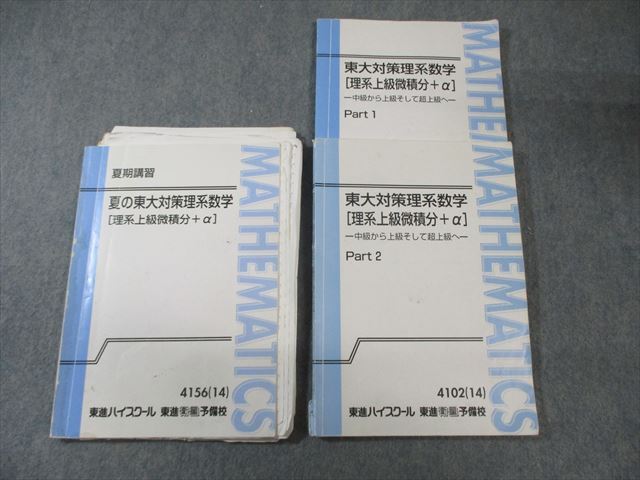 夏期講習
夏の東大対策理系数学
[理系上級微積分+α]
MATHEMATICS
4156(14)
東進ハイスクール 東進衛星予備校
東大対策理系数学
[理系上級微積分+α]
—中級から上級そして超上級へ—
Part 1
東大対策理系数学
[理系上級微積分+α]
—中級から上級そして超上級へ—
Part 2
MATHEMATICS
4102(14)
東進ハイスクール 東進衛星予備校